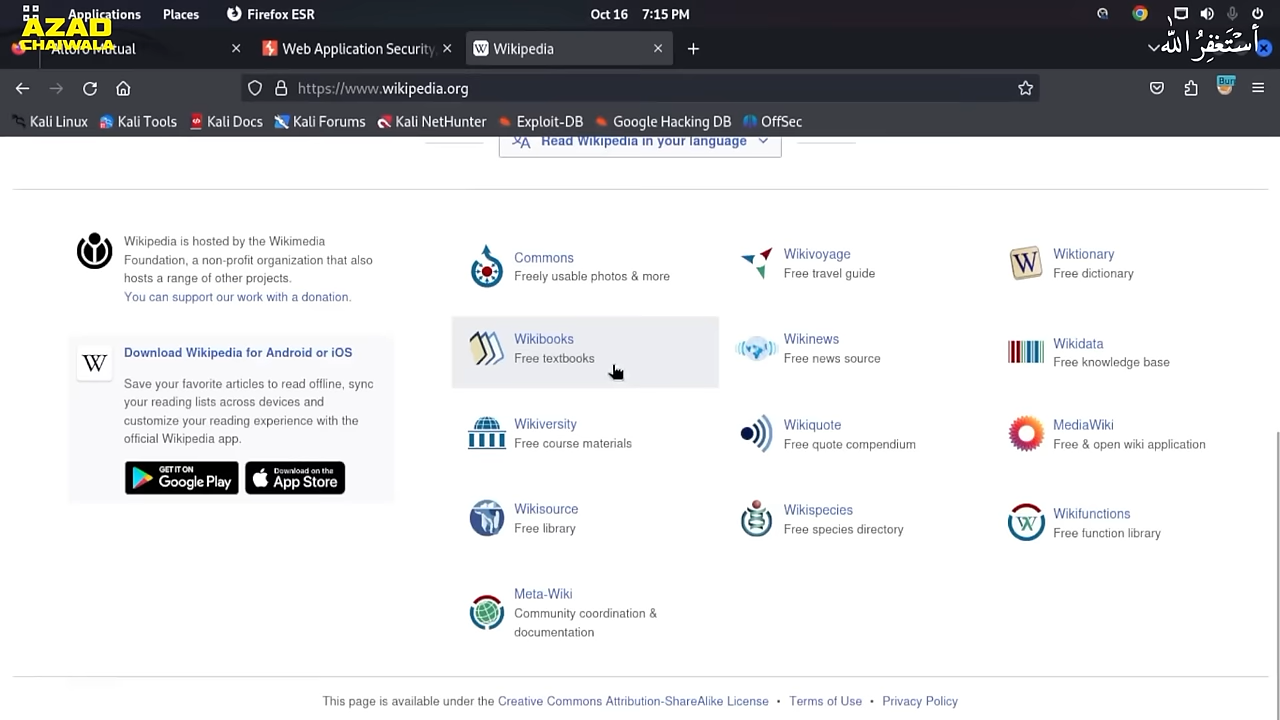 Applications Places Firefox ESR Oct 16 7:15 PM
AZAD
CHAIWALA
أستغفر الله
Altoro Mutual Web Application Security, Wikipedia
https://www.wikipedia.org
Kali Linux Kali Tools Kali Docs Kali Forums Kali NetHunter Exploit-DB Google Hacking DB OffSec
Read Wikipedia in your language
Wikipedia is hosted by the Wikimedia
Foundation, a non-profit organization that also
hosts a range of other projects.
You can support our work with a donation.
Download Wikipedia for Android or iOS
Save your favorite articles to read offline, sync
your reading lists across devices and
customize your reading experience with the
official Wikipedia app.
GET IT ON
Google Play
Download on the
App Store
Commons
Freely usable photos & more
Wikivoyage
Free travel guide
Wiktionary
Free dictionary
Wikibooks
Free textbooks
Wikinews
Free news source
Wikidata
Free knowledge base
Wikiversity
Free course materials
Wikiquote
Free quote compendium
MediaWiki
Free & open wiki application
Wikisource
Free library
Wikispecies
Free species directory
Wikifunctions
Free function library
Meta-Wiki
Community coordination &
documentation
This page is available under the Creative Commons Attribution-ShareAlike License • Terms of Use • Privacy Policy